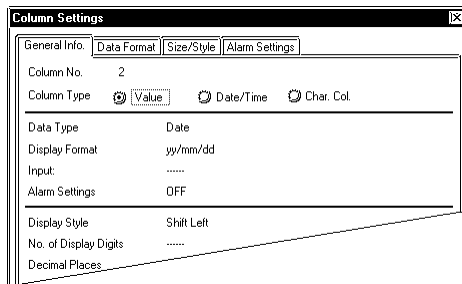 Column Settings
General Info. Data Format Size/Style Alarm Settings
Column No. 2
Column Type Value Date/Time Char. Col.
Data Type Date
Display Format yy/mm/dd
Input: ------
Alarm Settings OFF
Display Style Shift Left
No. of Display Digits ------
Decimal Places